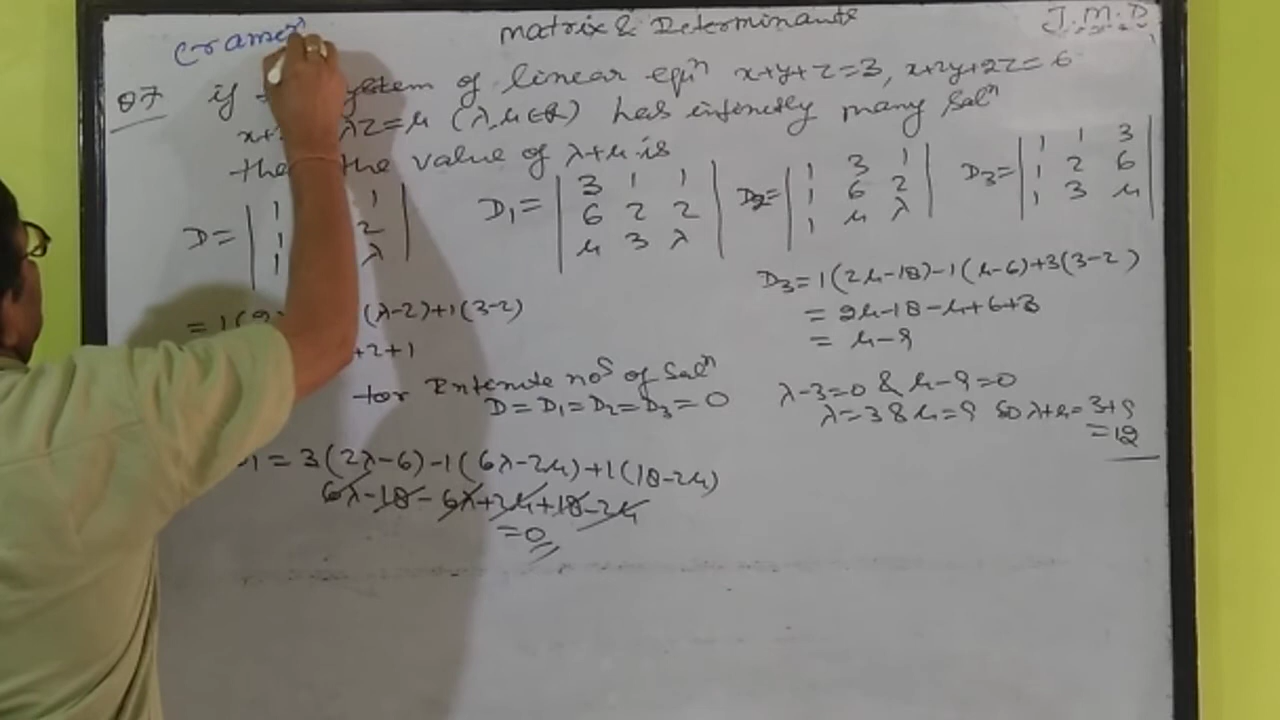 Cramer
matrix & Determinants
J.M.D
Q7 if system of linear equⁿ x+y+z=3, x+2y+2z=6
x+ λz=μ (λ,μ∈R) has infinitely many Solⁿ
the value of λ+μ is
D= | 1 1 |
| 1 2 |
| 1 λ |
D₁= | 3 1 1 |
| 6 2 2 |
| μ 3 λ |
D₂= | 1 3 1 |
| 1 6 2 |
| 1 μ λ |
D₃= | 1 1 3 |
| 1 2 6 |
| 1 3 μ |
(λ-2)+1(3-2)
+2+1
for Infenite noˢ of Solⁿ
D=D₁=D₂=D₃=0
= 3(2λ-6)-1(6λ-2μ)+1(18-2μ)
6λ-18-6λ+2μ+18-2μ
=0
D₃=1(2μ-18)-1(μ-6)+3(3-2)
= 2μ-18-μ+6+3
= μ-9
λ-3=0 & μ-9=0
λ=3 & μ=9 so λ+μ=3+9
=12